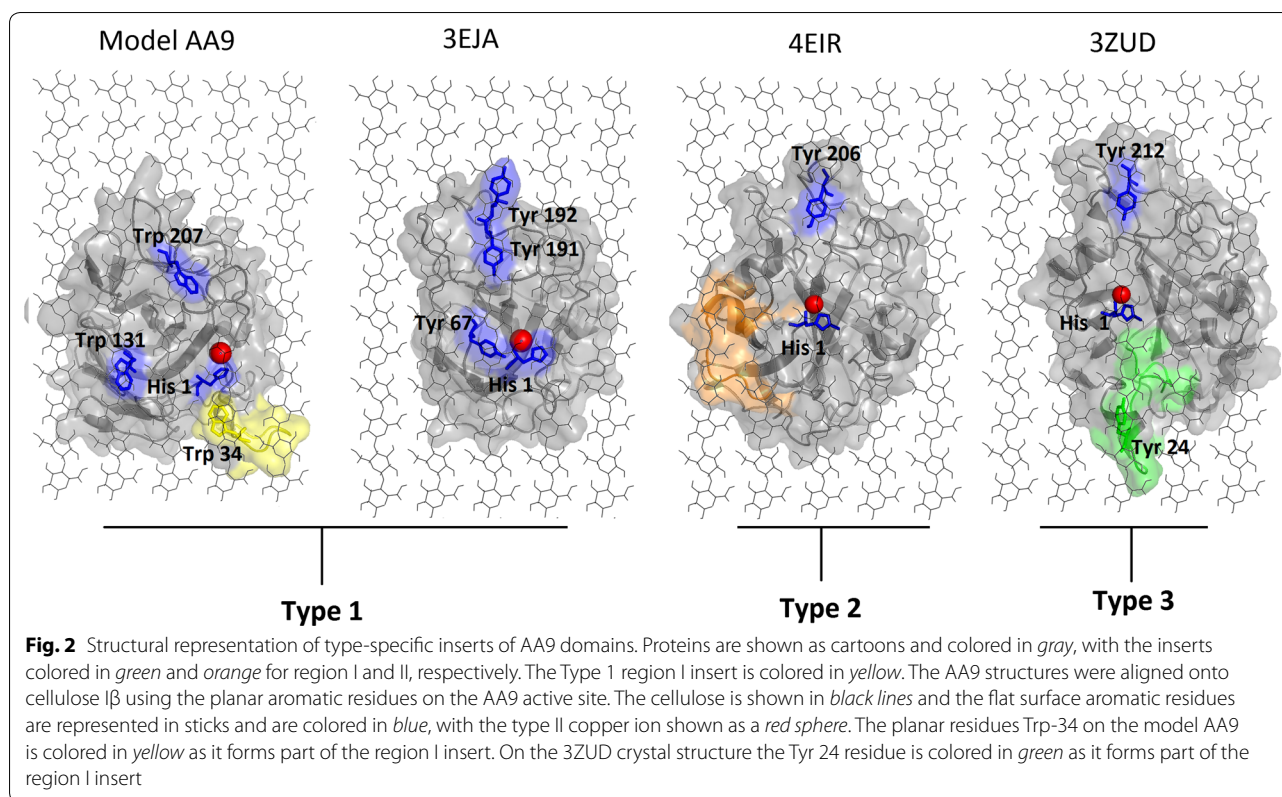 Model AA9
3EJA
4EIR
3ZUD
Trp 207
Trp 131
His 1
Trp 34
Tyr 192
Tyr 191
Tyr 67
His 1
Tyr 206
His 1
Tyr 212
His 1
Tyr 24
Type 1
Type 2
Type 3
Fig. 2 Structural representation of type-specific inserts of AA9 domains. Proteins are shown as cartoons and colored in gray, with the inserts
colored in green and orange for region I and II, respectively. The Type 1 region I insert is colored in yellow. The AA9 structures were aligned onto
cellulose Iβ using the planar aromatic residues on the AA9 active site. The cellulose is shown in black lines and the flat surface aromatic residues
are represented in sticks and are colored in blue, with the type II copper ion shown as a red sphere. The planar residues Trp-34 on the model AA9
is colored in yellow as it forms part of the region I insert. On the 3ZUD crystal structure the Tyr 24 residue is colored in green as it forms part of the
region I insert